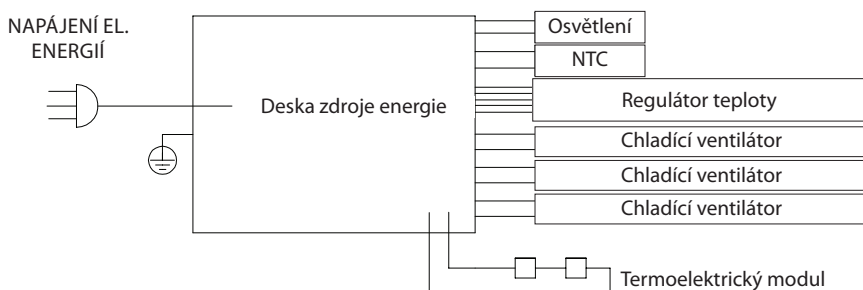 NAPÁJENÍ EL.
ENERGIÍ
Deska zdroje energie
Osvětlení
NTC
Regulátor teploty
Chladící ventilátor
Chladící ventilátor
Chladící ventilátor
Termoelektrický modul